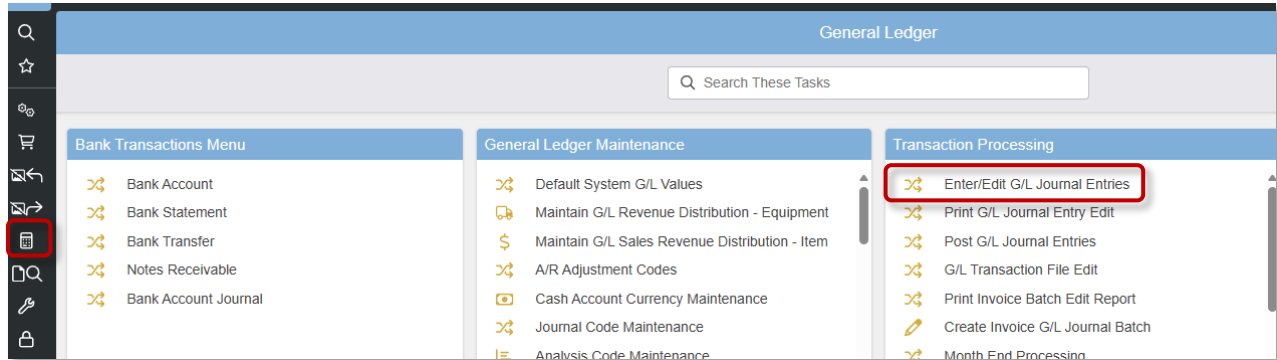 General Ledger
Search These Tasks
Bank Transactions Menu
Bank Account
Bank Statement
Bank Transfer
Notes Receivable
Bank Account Journal
General Ledger Maintenance
Default System G/L Values
Maintain G/L Revenue Distribution - Equipment
Maintain G/L Sales Revenue Distribution - Item
A/R Adjustment Codes
Cash Account Currency Maintenance
Journal Code Maintenance
Analysis Code Maintenance
Transaction Processing
Enter/Edit G/L Journal Entries
Print G/L Journal Entry Edit
Post G/L Journal Entries
G/L Transaction File Edit
Print Invoice Batch Edit Report
Create Invoice G/L Journal Batch
Month End Processing